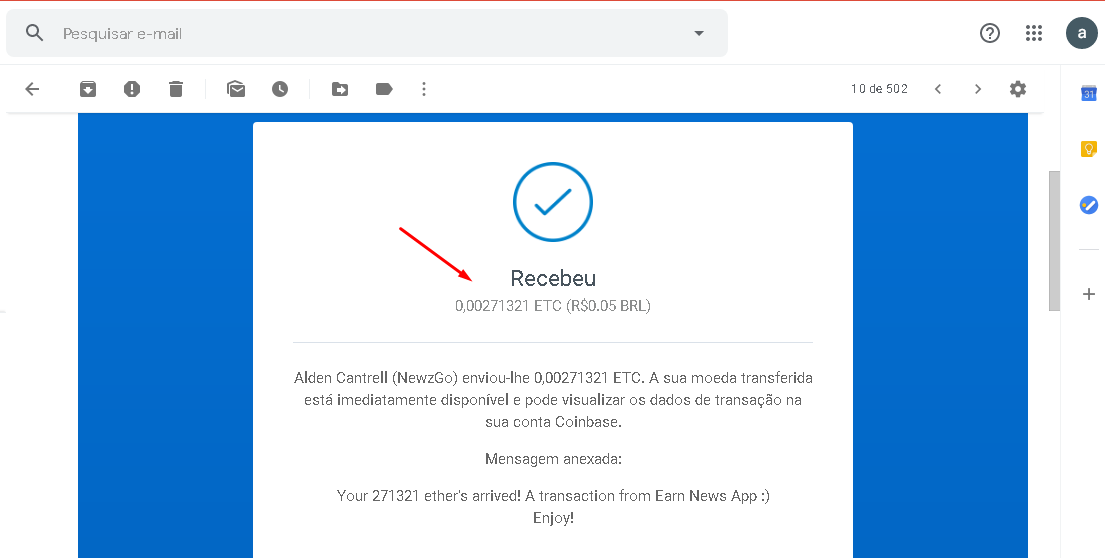 Pesquisar e-mail
a
10 de 502
31
Recebeu
0,00271321 ETC (R$0.05 BRL)
Alden Cantrell (NewzGo) enviou-lhe 0,00271321 ETC. A sua moeda transferida
está imediatamente disponível e pode visualizar os dados de transação na
sua conta Coinbase.
Mensagem anexada:
Your 271321 ether's arrived! A transaction from Earn News App :)
Enjoy!